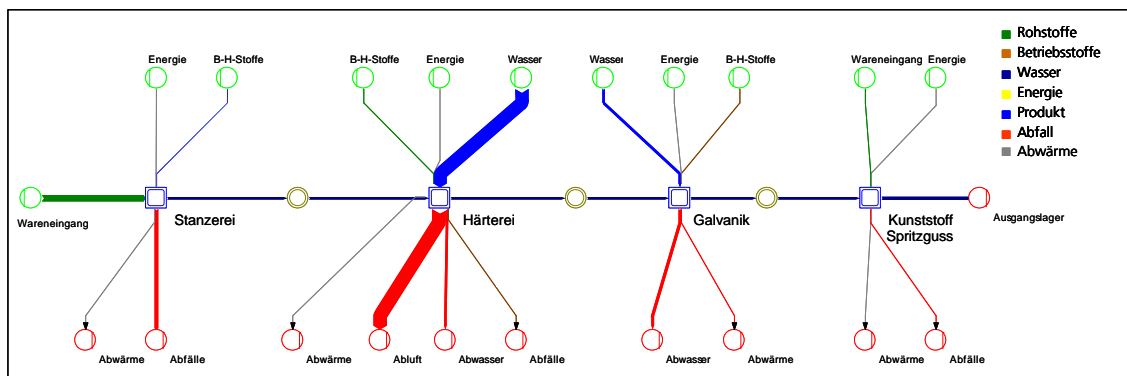 Energie
B-H-Stoffe
B-H-Stoffe
Energie
Wasser
Wasser
Energie
B-H-Stoffe
Wareneingang
Energie
Rohstoffe
Betriebsstoffe
Wasser
Energie
Produkt
Abfall
Abwärme
Wareneingang
Stanzerei
Härterei
Galvanik
Kunststoff
Spritzguss
Ausgangslager
Abwärme
Abfälle
Abwärme
Abluft
Abwasser
Abfälle
Abwasser
Abwärme
Abwärme
Abfälle